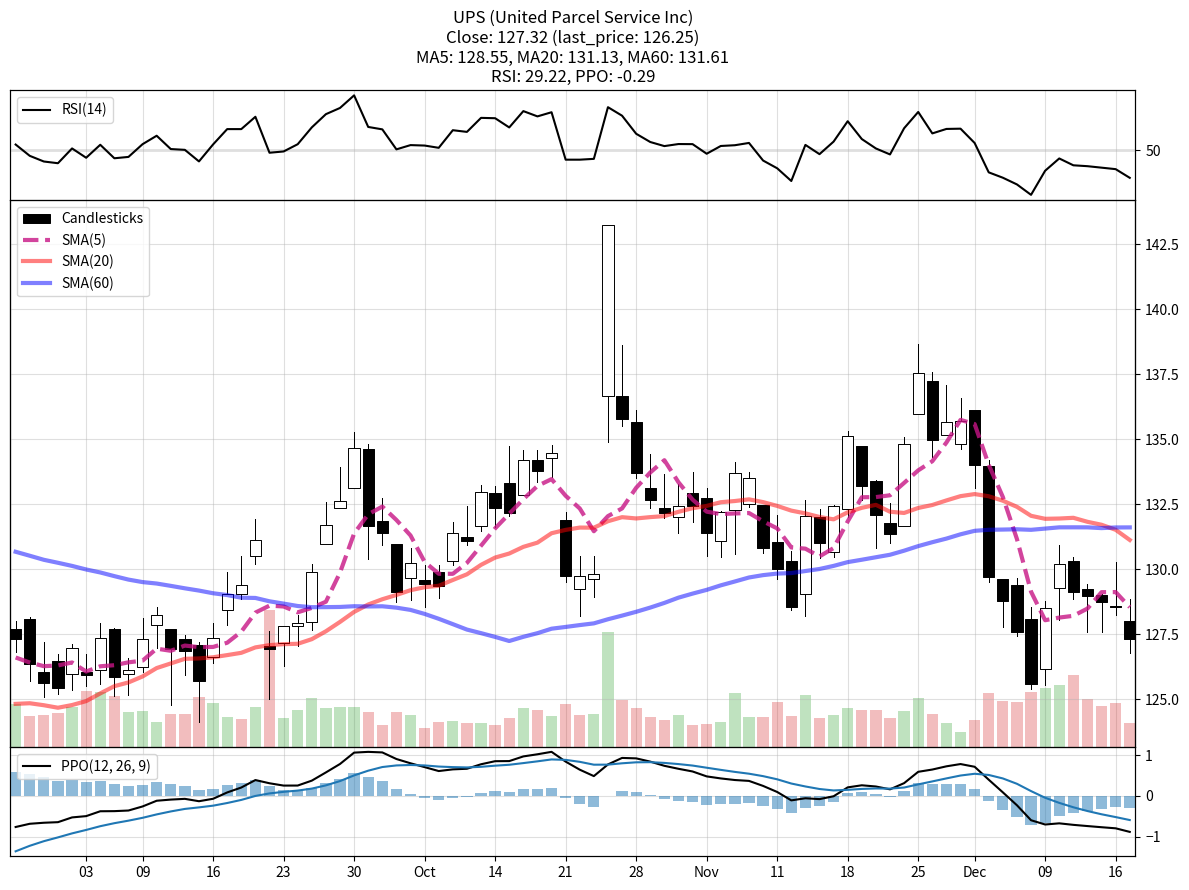 UPS (United Parcel Service Inc)
Close: 127.32 (last_price: 126.25)
MA5: 128.55, MA20: 131.13, MA60: 131.61
RSI: 29.22, PPO: -0.29
RSI(14)
50
Candlesticks
SMA(5)
SMA(20)
SMA(60)
142.5
140.0
137.5
135.0
132.5
130.0
127.5
125.0
PPO(12, 26, 9)
1
0
−1
03 09 16 23 30 Oct 14 21 28 Nov 11 18 25 Dec 09 16